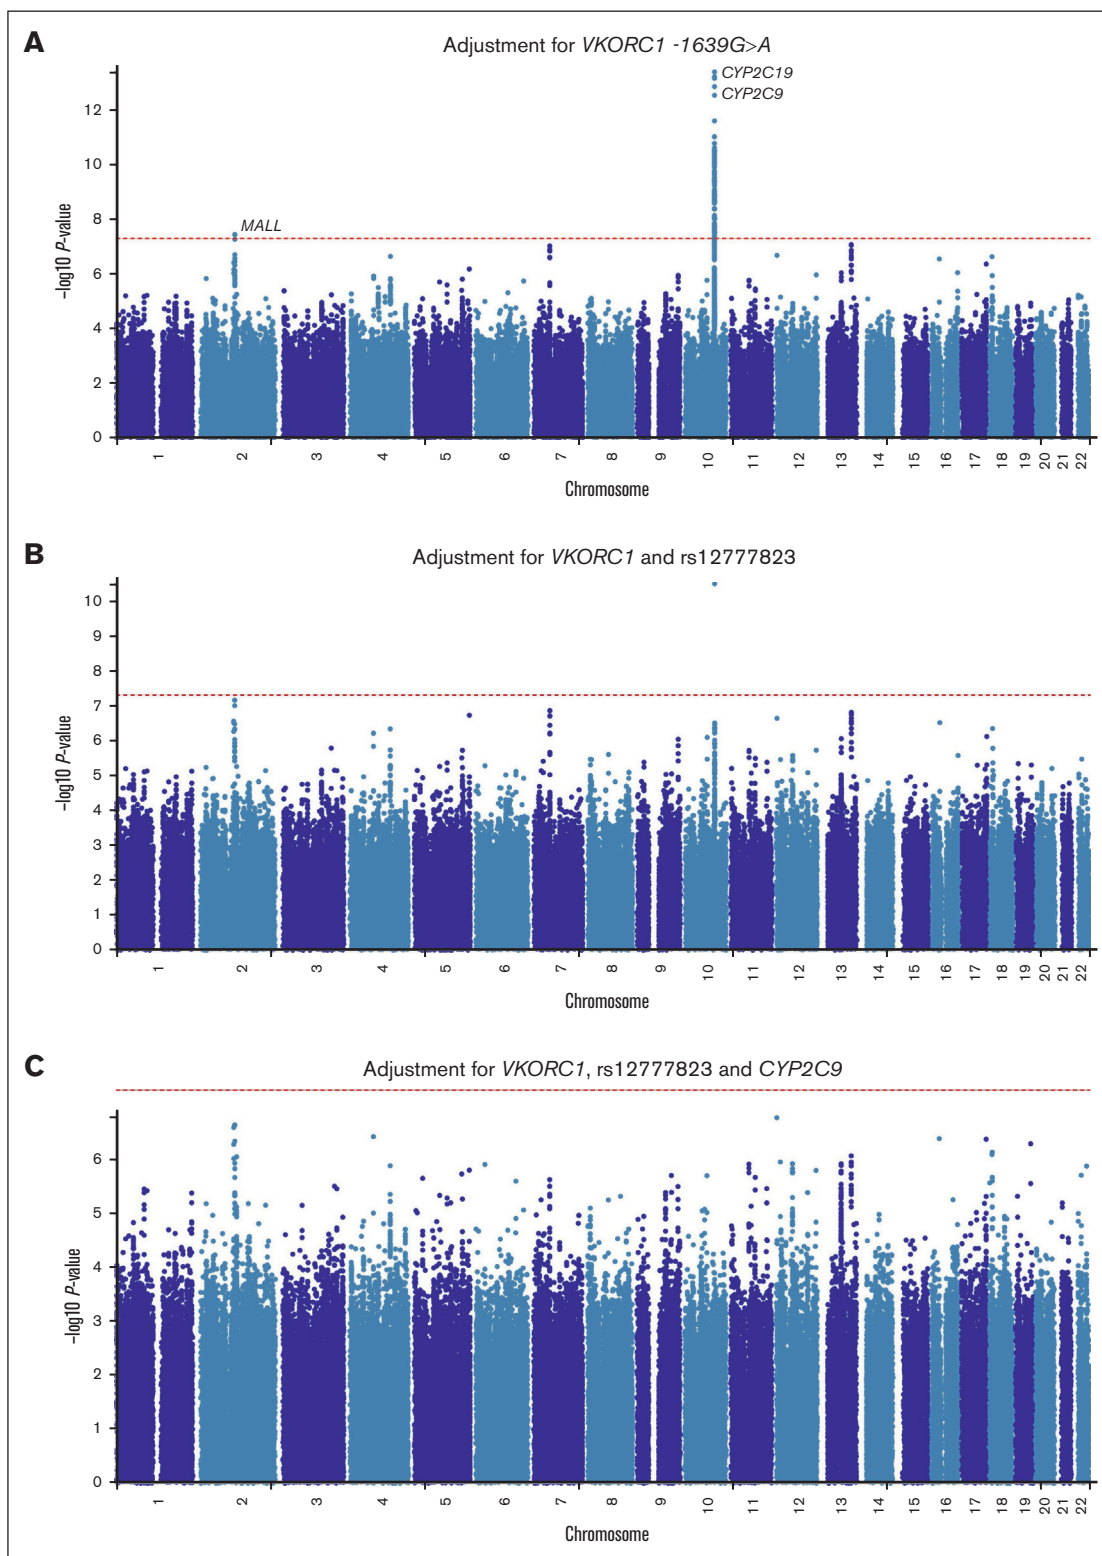 A
Adjustment for VKORC1 -1639G>A
CYP2C19
CYP2C9
MALL
–log10 P-value
12
10
8
6
4
2
0
1 2 3 4 5 6 7 8 9 10 11 12 13 14 15 16 17 18 19 20 21 22
Chromosome
B
Adjustment for VKORC1 and rs12777823
–log10 P-value
10
9
8
7
6
5
4
3
2
1
0
1 2 3 4 5 6 7 8 9 10 11 12 13 14 15 16 17 18 19 20 21 22
Chromosome
C
Adjustment for VKORC1, rs12777823 and CYP2C9
–log10 P-value
6
5
4
3
2
1
0
1 2 3 4 5 6 7 8 9 10 11 12 13 14 15 16 17 18 19 20 21 22
Chromosome